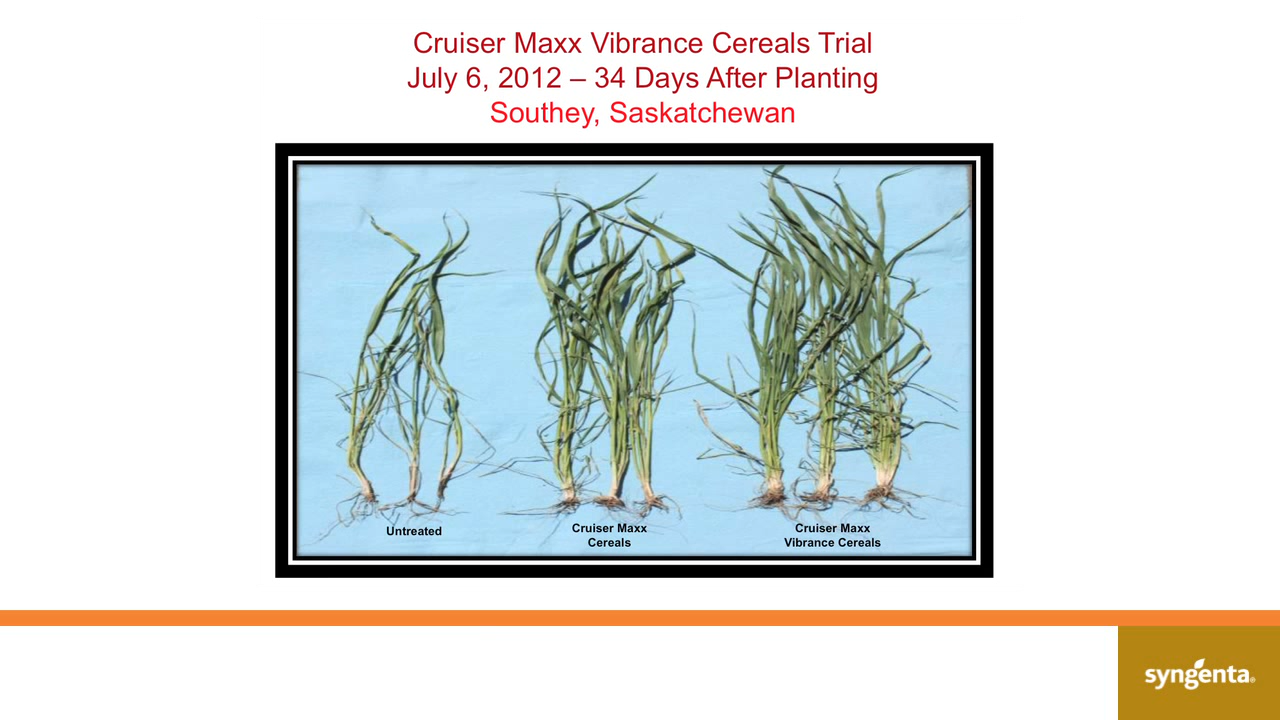 Cruiser Maxx Vibrance Cereals Trial
July 6, 2012 – 34 Days After Planting
Southey, Saskatchewan
Untreated
Cruiser Maxx
Cereals
Cruiser Maxx
Vibrance Cereals
syngenta®